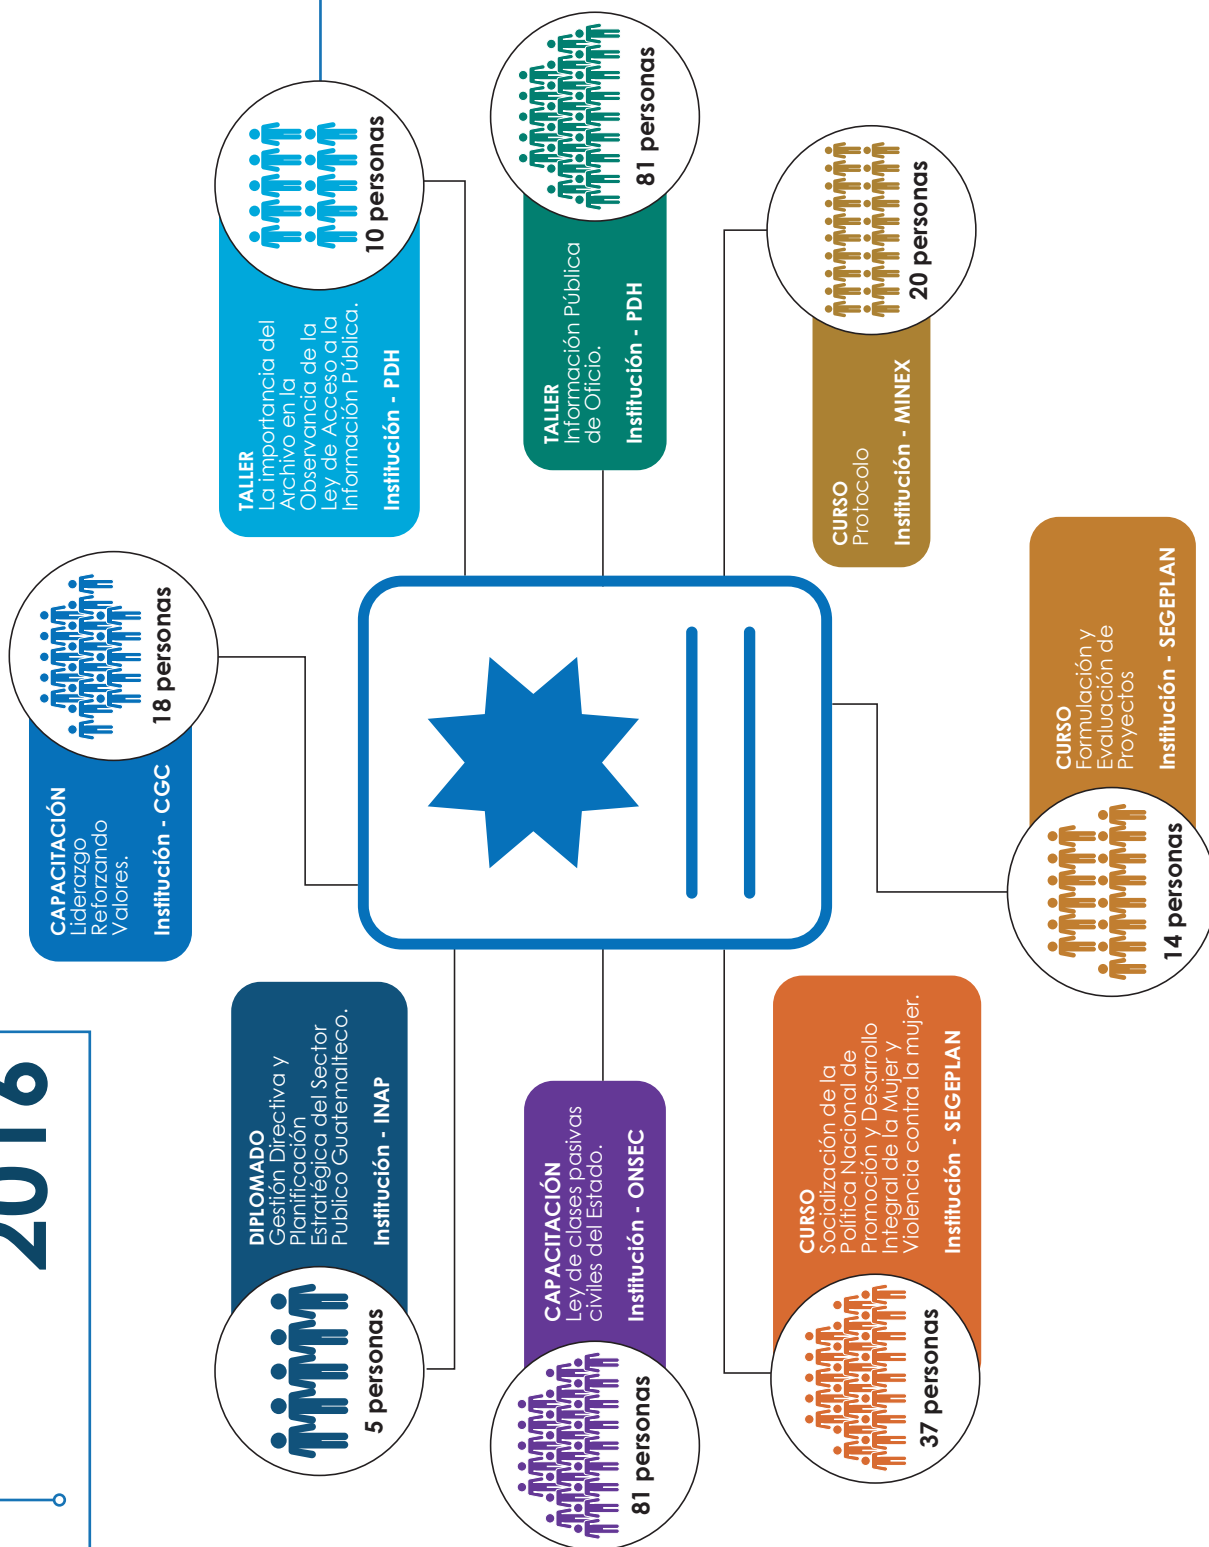 2016
CAPACITACIÓN
Liderazgo
Reforzando
Valores.
Institución - CGC
18 personas
DIPLOMADO
Gestión Directiva y
Planificación
Estratégica del Sector
Publico Guatemalteco.
Institución - INAP
5 personas
TALLER
La importancia del
Archivo en la
Observancia de la
Ley de Acceso a la
Información Pública.
Institución - PDH
10 personas
CAPACITACIÓN
Ley de clases pasivas
civiles del Estado.
Institución - ONSEC
81 personas
TALLER
Información Pública
de Oficio.
Institución - PDH
81 personas
CURSO
Socialización de la
Política Nacional de
Promoción y Desarrollo
Integral de la Mujer y
Violencia contra la mujer.
Institución - SEGEPLAN
37 personas
CURSO
Protocolo
Institución - MINEX
20 personas
CURSO
Formulación y
Evaluación de
Proyectos
Institución - SEGEPLAN
14 personas